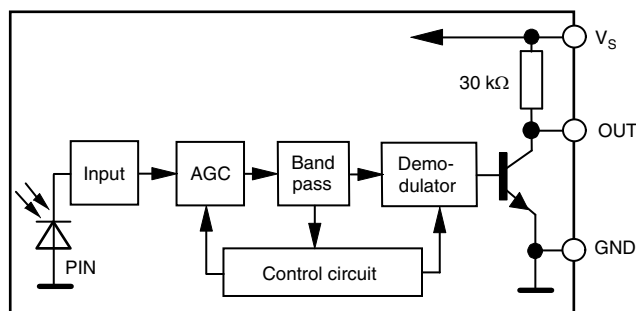 V_S
30 kΩ
OUT
Input
AGC
Band
pass
Demo-
dulator
GND
PIN
Control circuit